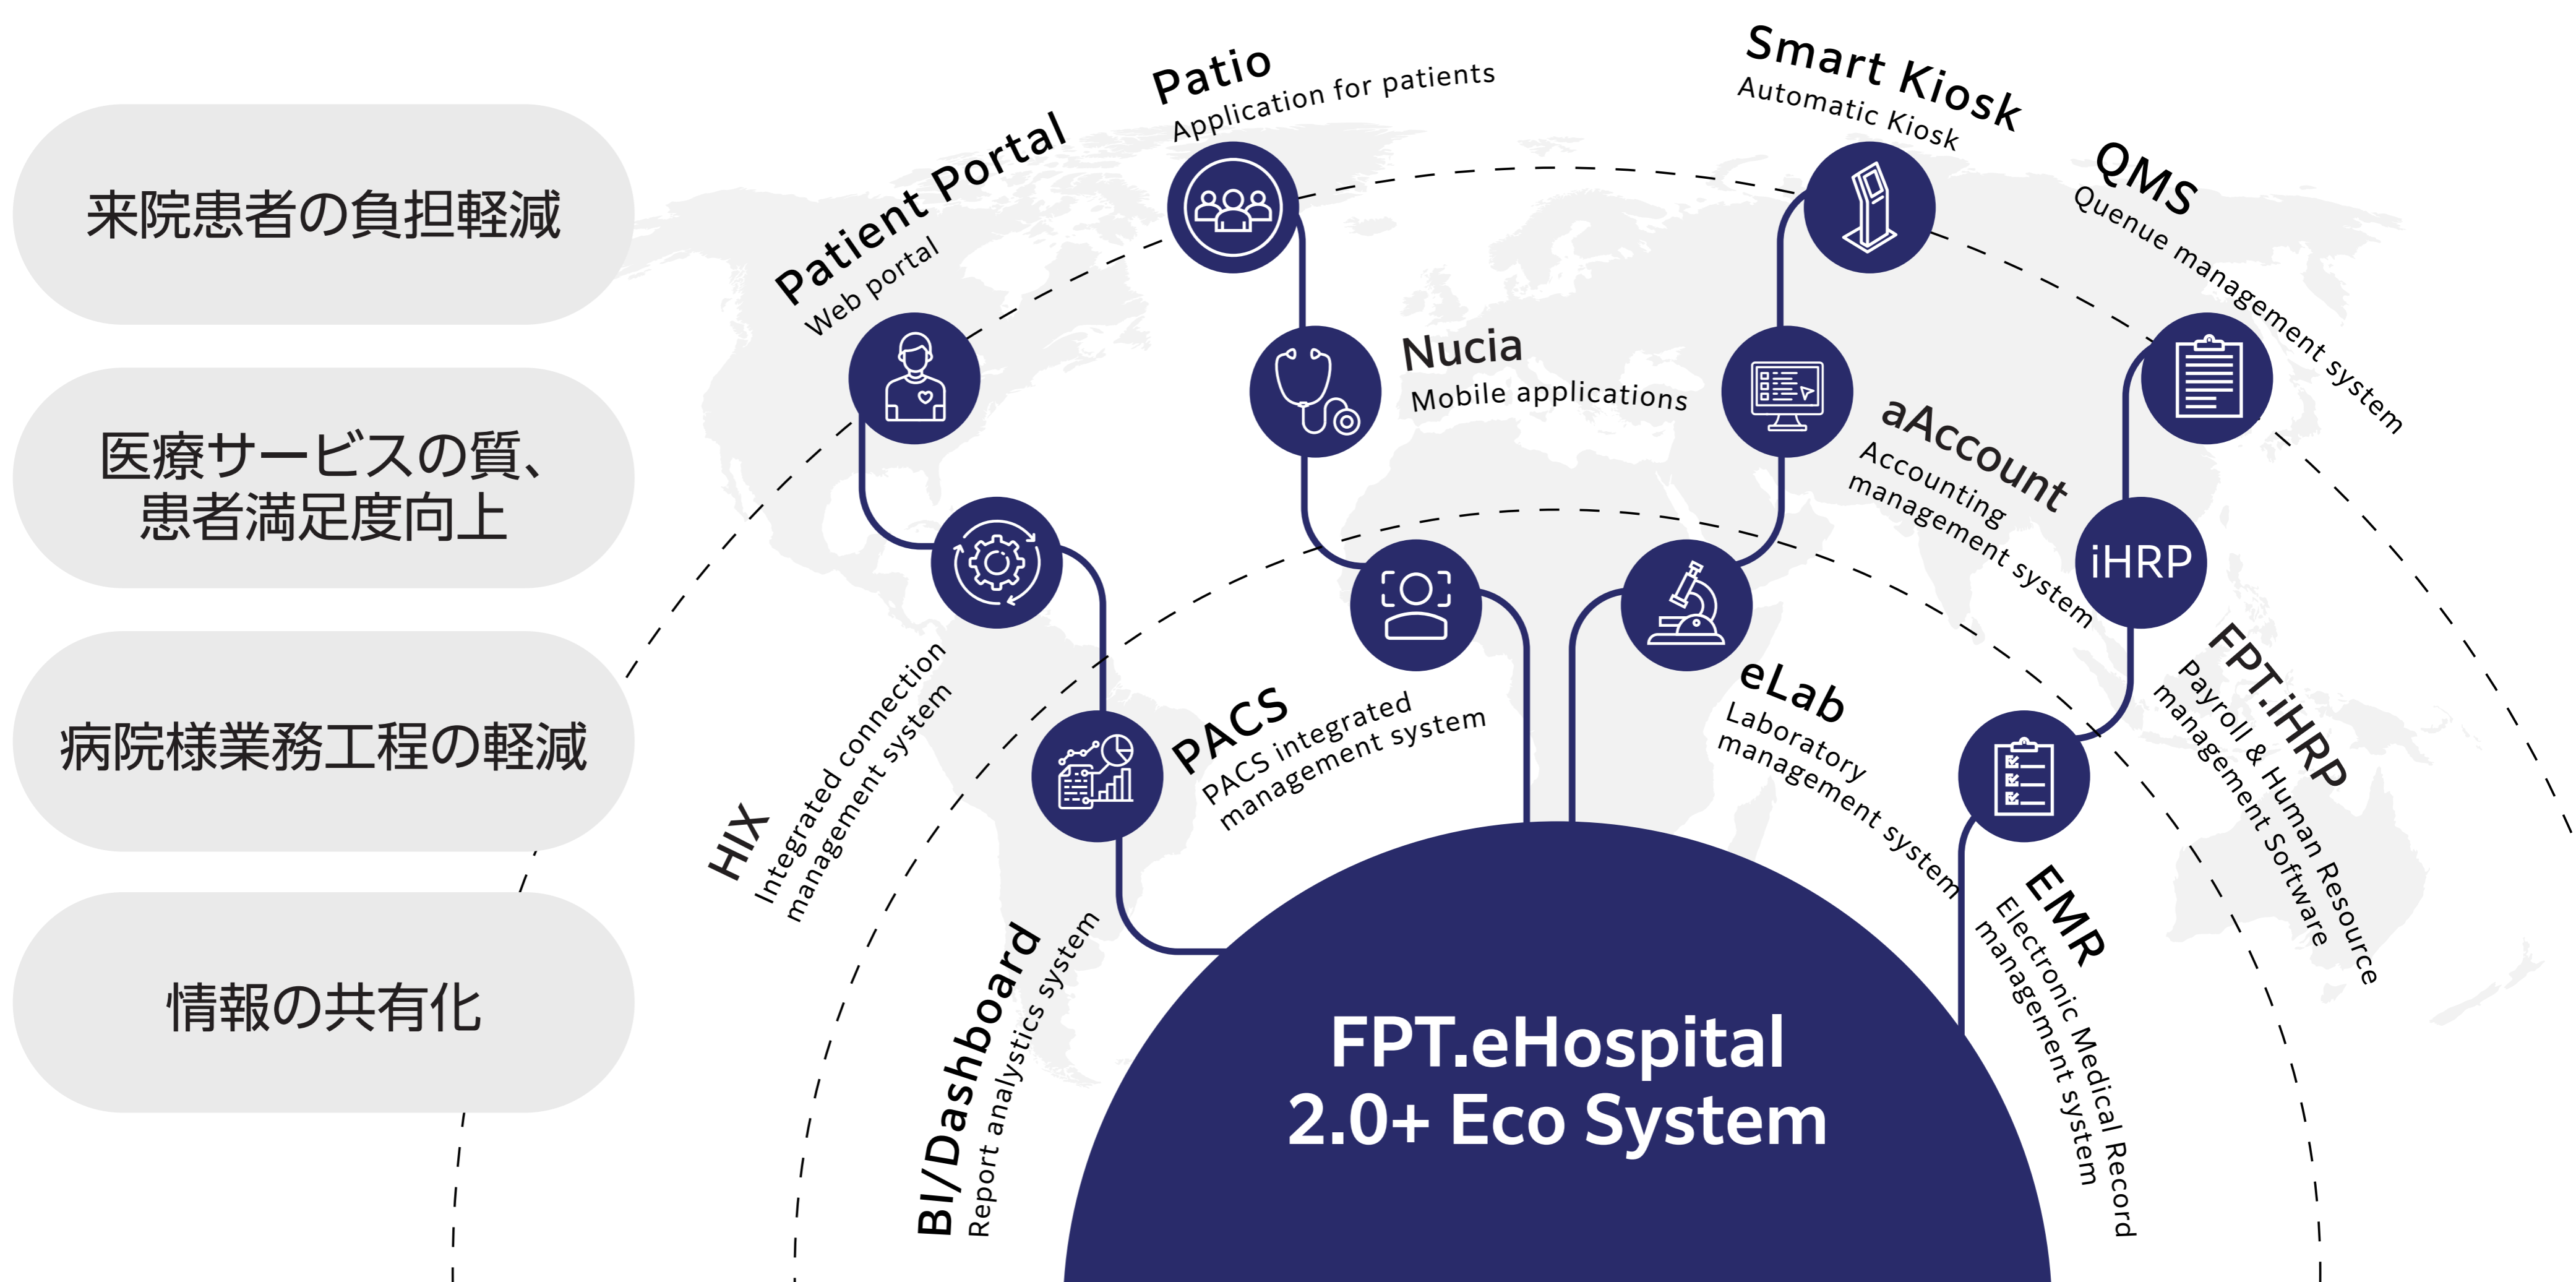 来院患者の負担軽減
医療サービスの質、
患者満足度向上
病院様業務工程の軽減
情報の共有化
Patient Portal
Web portal
Patio
Application for patients
Smart Kiosk
Automatic Kiosk
QMS
Quenue management system
Nucia
Mobile applications
aAccount
Accounting
management system
iHRP
FPT.iHRP
Payroll & Human Resource
management Software
HIX
Integrated connection
management system
PACS
PACS integrated
management system
eLab
Laboratory
management system
BI/Dashboard
Report analystics system
EMR
Electronic Medical Record
management system
FPT.eHospital
2.0+ Eco System